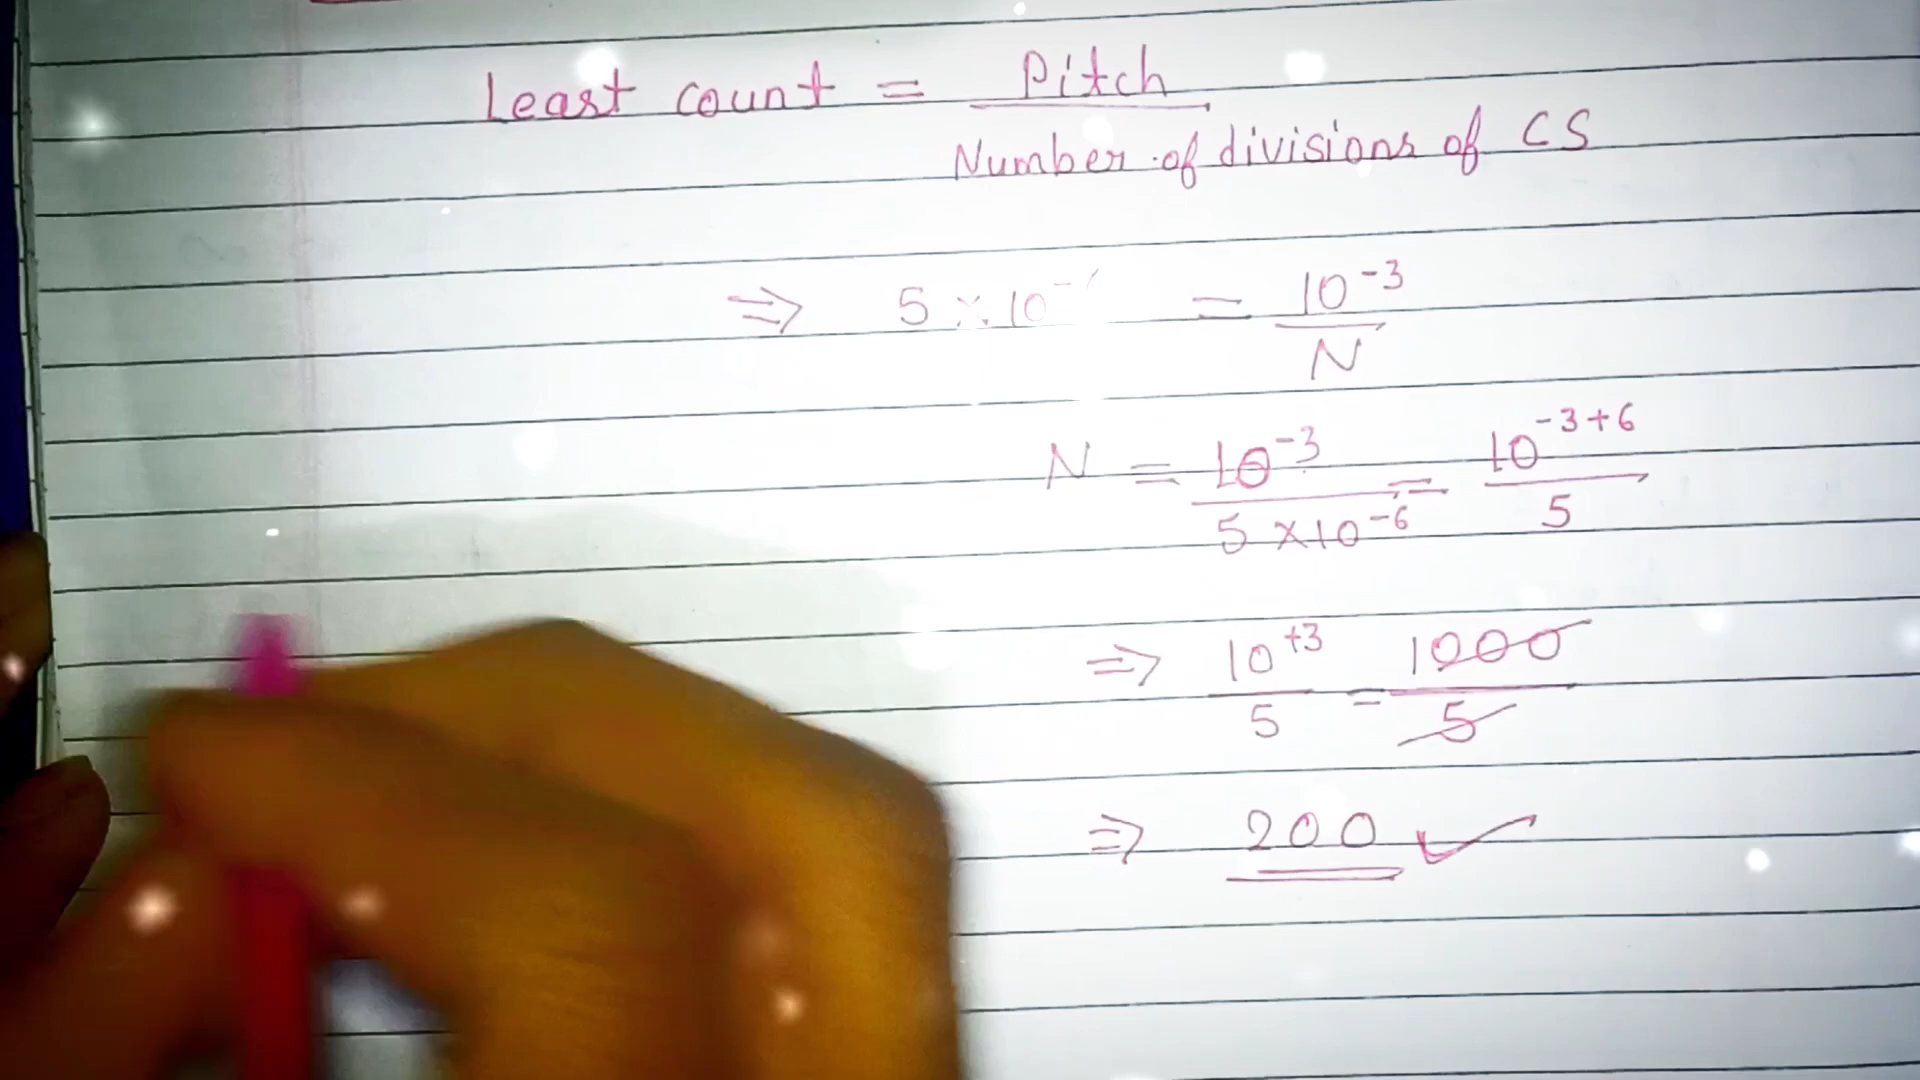 Least count = Pitch / Number of divisions of CS
⇒ 5 × 10⁻ = 10⁻³ / N
N = 10⁻³ / 5 × 10⁻⁶ = 10⁻³⁺⁶ / 5
⇒ 10⁺³ / 5 = 1000 / 5
⇒ 200 ✓